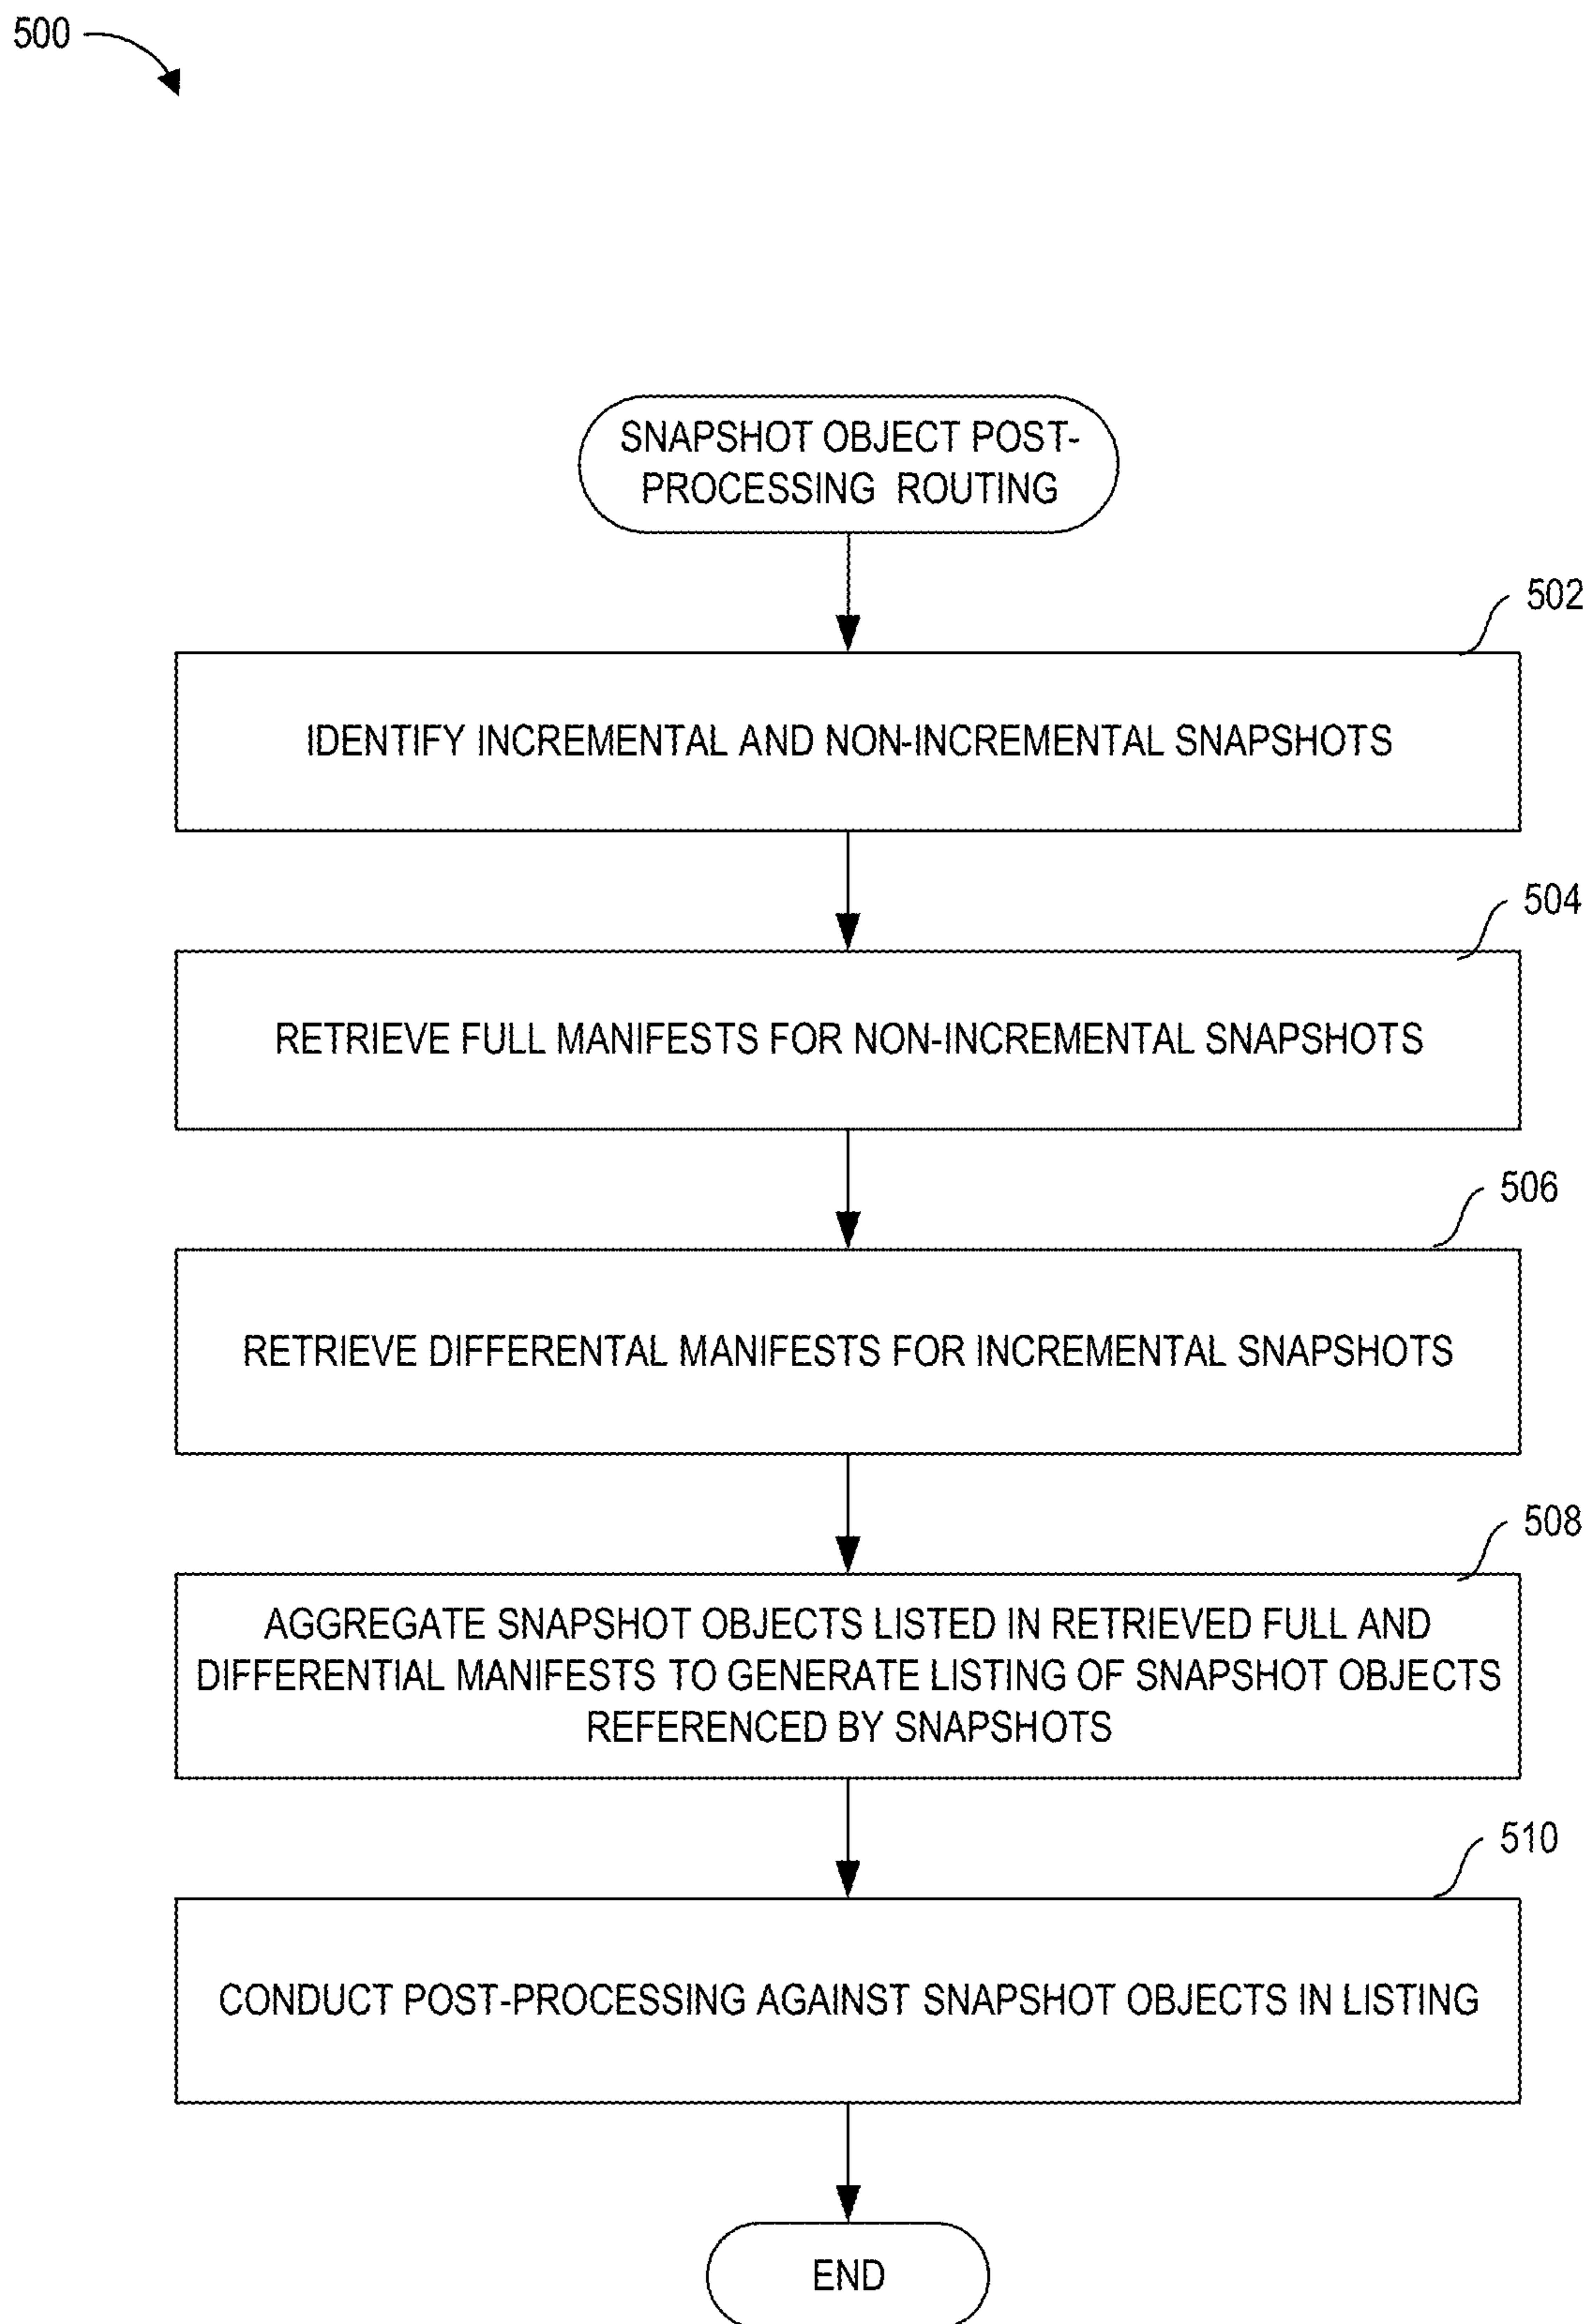 500
SNAPSHOT OBJECT POST-
PROCESSING ROUTING
502
IDENTIFY INCREMENTAL AND NON-INCREMENTAL SNAPSHOTS
504
RETRIEVE FULL MANIFESTS FOR NON-INCREMENTAL SNAPSHOTS
506
RETRIEVE DIFFERENTAL MANIFESTS FOR INCREMENTAL SNAPSHOTS
508
AGGREGATE SNAPSHOT OBJECTS LISTED IN RETRIEVED FULL AND
DIFFERENTIAL MANIFESTS TO GENERATE LISTING OF SNAPSHOT OBJECTS
REFERENCED BY SNAPSHOTS
510
CONDUCT POST-PROCESSING AGAINST SNAPSHOT OBJECTS IN LISTING
END